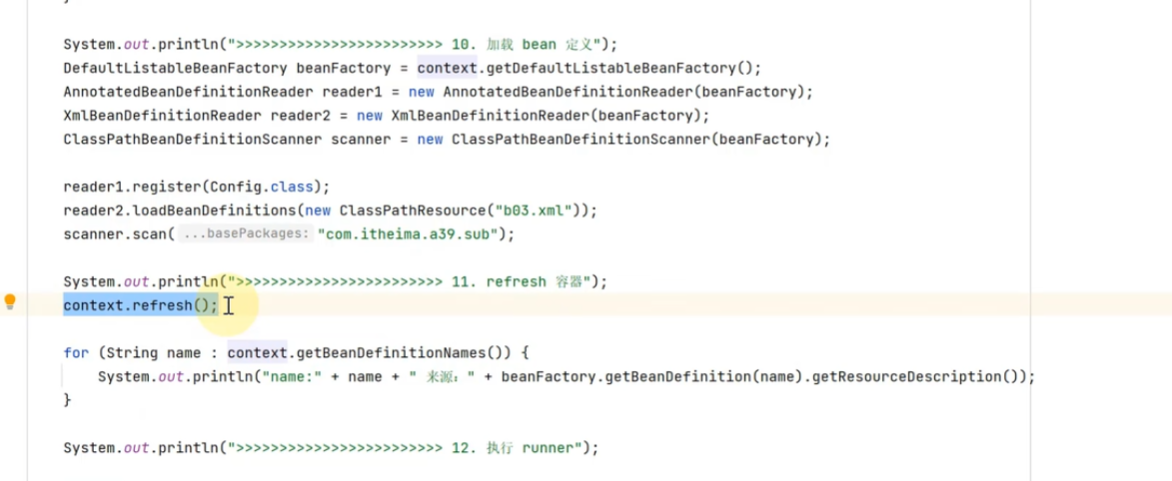 }
System.out.println(">>>>>>>>>>>>>>>>>>>>>>>> 10. 加载 bean 定义");
DefaultListableBeanFactory beanFactory = context.getDefaultListableBeanFactory();
AnnotatedBeanDefinitionReader reader1 = new AnnotatedBeanDefinitionReader(beanFactory);
XmlBeanDefinitionReader reader2 = new XmlBeanDefinitionReader(beanFactory);
ClassPathBeanDefinitionScanner scanner = new ClassPathBeanDefinitionScanner(beanFactory);
reader1.register(Config.class);
reader2.loadBeanDefinitions(new ClassPathResource("b03.xml"));
scanner.scan( ...basePackages: "com.itheima.a39.sub");
System.out.println(">>>>>>>>>>>>>>>>>>>>>>>> 11. refresh 容器");
context.refresh();
for (String name : context.getBeanDefinitionNames()) {
System.out.println("name:" + name + " 来源：" + beanFactory.getBeanDefinition(name).getResourceDescription());
}
System.out.println(">>>>>>>>>>>>>>>>>>>>>>>> 12. 执行 runner");